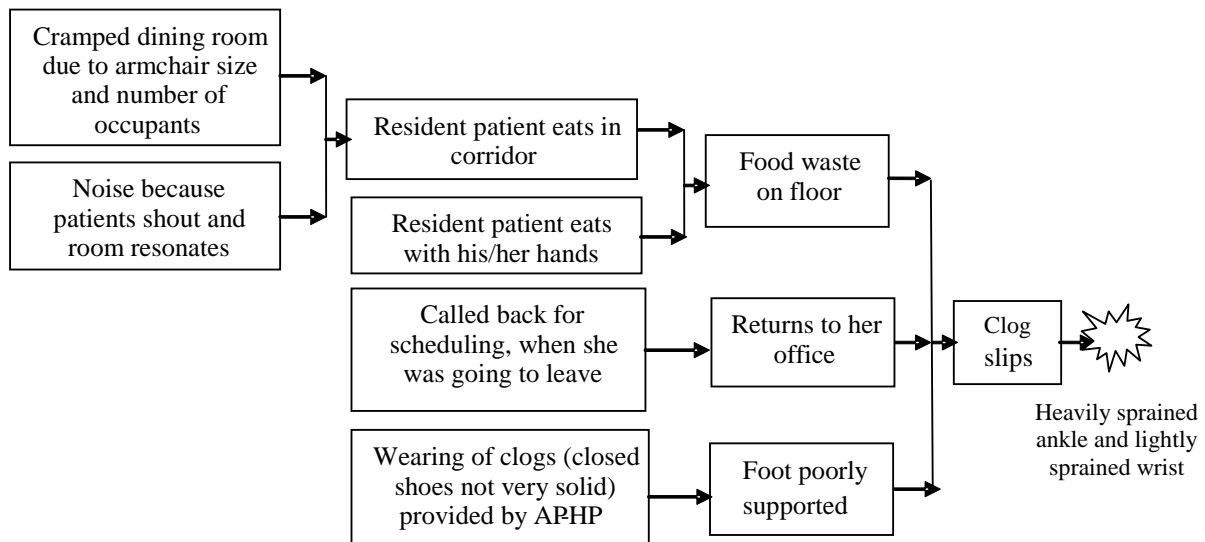 Cramped dining room
due to armchair size
and number of
occupants
Noise because
patients shout and
room resonates
Resident patient eats in
corridor
Resident patient eats
with his/her hands
Food waste
on floor
Called back for
scheduling, when she
was going to leave
Returns to her
office
Clog
slips
Heavily sprained
ankle and lightly
sprained wrist
Wearing of clogs (closed
shoes not very solid)
provided by AP-HP
Foot poorly
supported